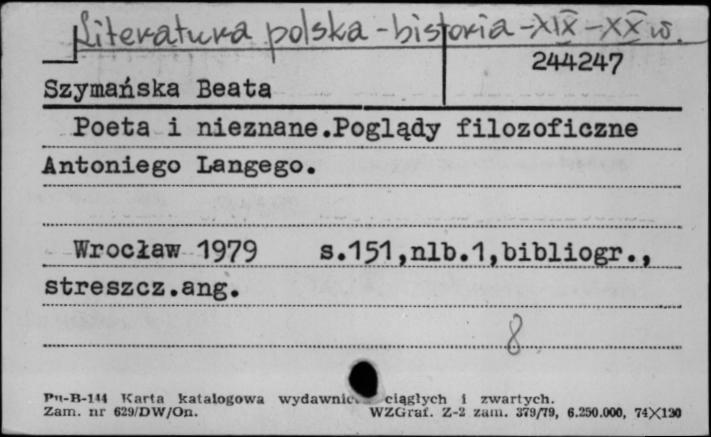 Literatura polska - historia - XIX - XX w.
244247
Szymańska Beata
Poeta i nieznane.Poglądy filozoficzne
Antoniego Langego.
Wrocław 1979 s.151,nlb.1,bibliogr.,
streszcz.ang.
8
Pu-B-144 Karta katalogowa wydawnic ciągłych i zwartych.
Zam. nr 629/DW/On. WZGraf. Z-2 zam. 379/79, 6.250.000, 74×120